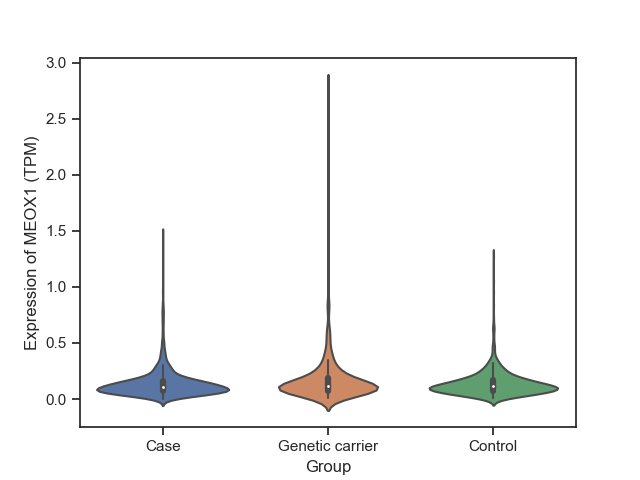 3.0
2.5
2.0
1.5
1.0
0.5
0.0
Expression of MEOX1 (TPM)
Case
Genetic carrier
Control
Group